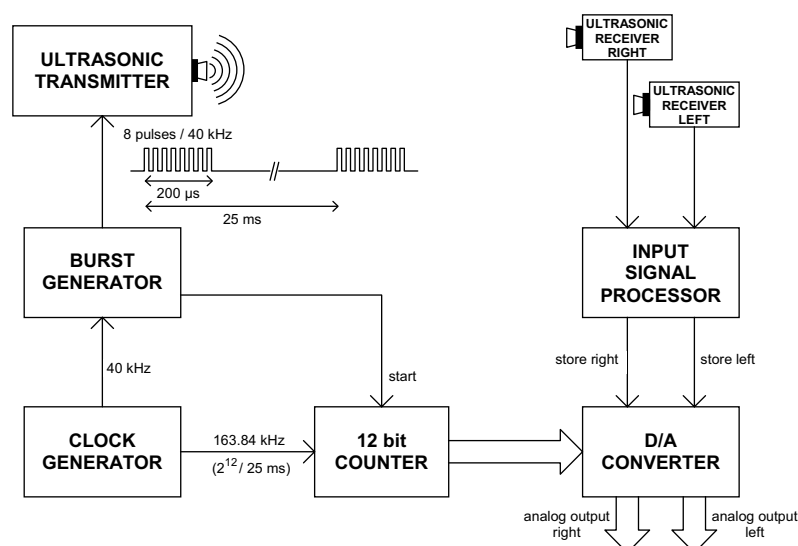 ULTRASONIC
TRANSMITTER
ULTRASONIC
RECEIVER
RIGHT
ULTRASONIC
RECEIVER
LEFT
8 pulses / 40 kHz
200 µs
25 ms
BURST
GENERATOR
INPUT
SIGNAL
PROCESSOR
40 kHz
start
store right
store left
CLOCK
GENERATOR
163.84 kHz
(2¹²/ 25 ms)
12 bit
COUNTER
D/A
CONVERTER
analog output
right
analog output
left